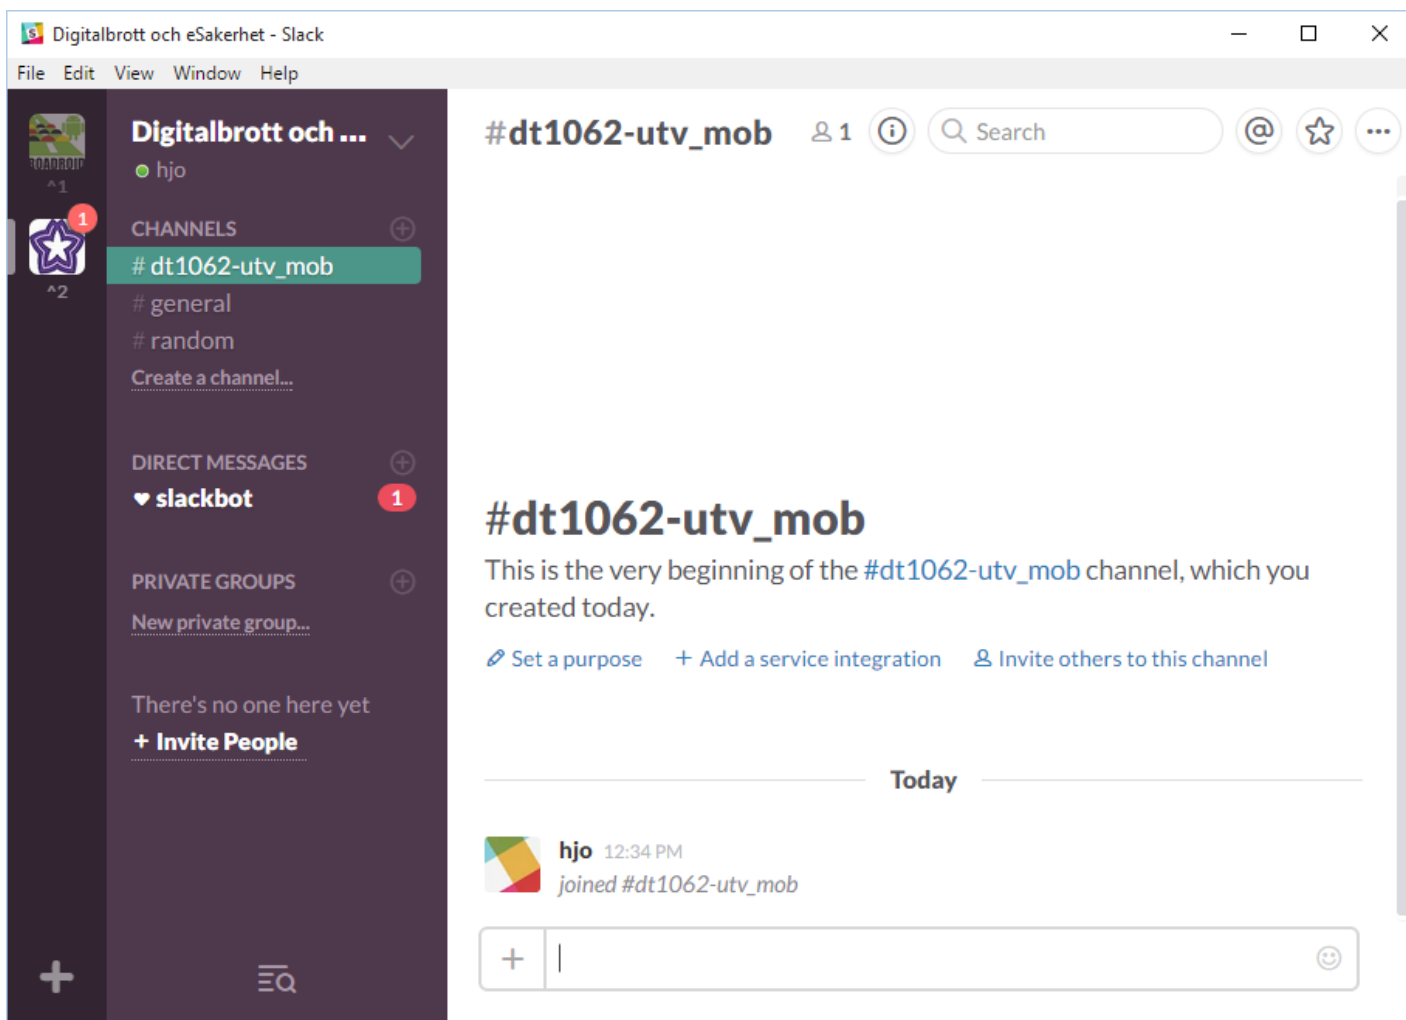 Digitalbrott och eSakerhet - Slack
File Edit View Window Help
ROADROID
^1
1
^2
Digitalbrott och ...
hjo
CHANNELS
# dt1062-utv_mob
# general
# random
Create a channel...
DIRECT MESSAGES
slackbot 1
PRIVATE GROUPS
New private group...
There's no one here yet
+ Invite People
#dt1062-utv_mob 1 Search
#dt1062-utv_mob
This is the very beginning of the #dt1062-utv_mob channel, which you
created today.
Set a purpose + Add a service integration Invite others to this channel
Today
hjo 12:34 PM
joined #dt1062-utv_mob